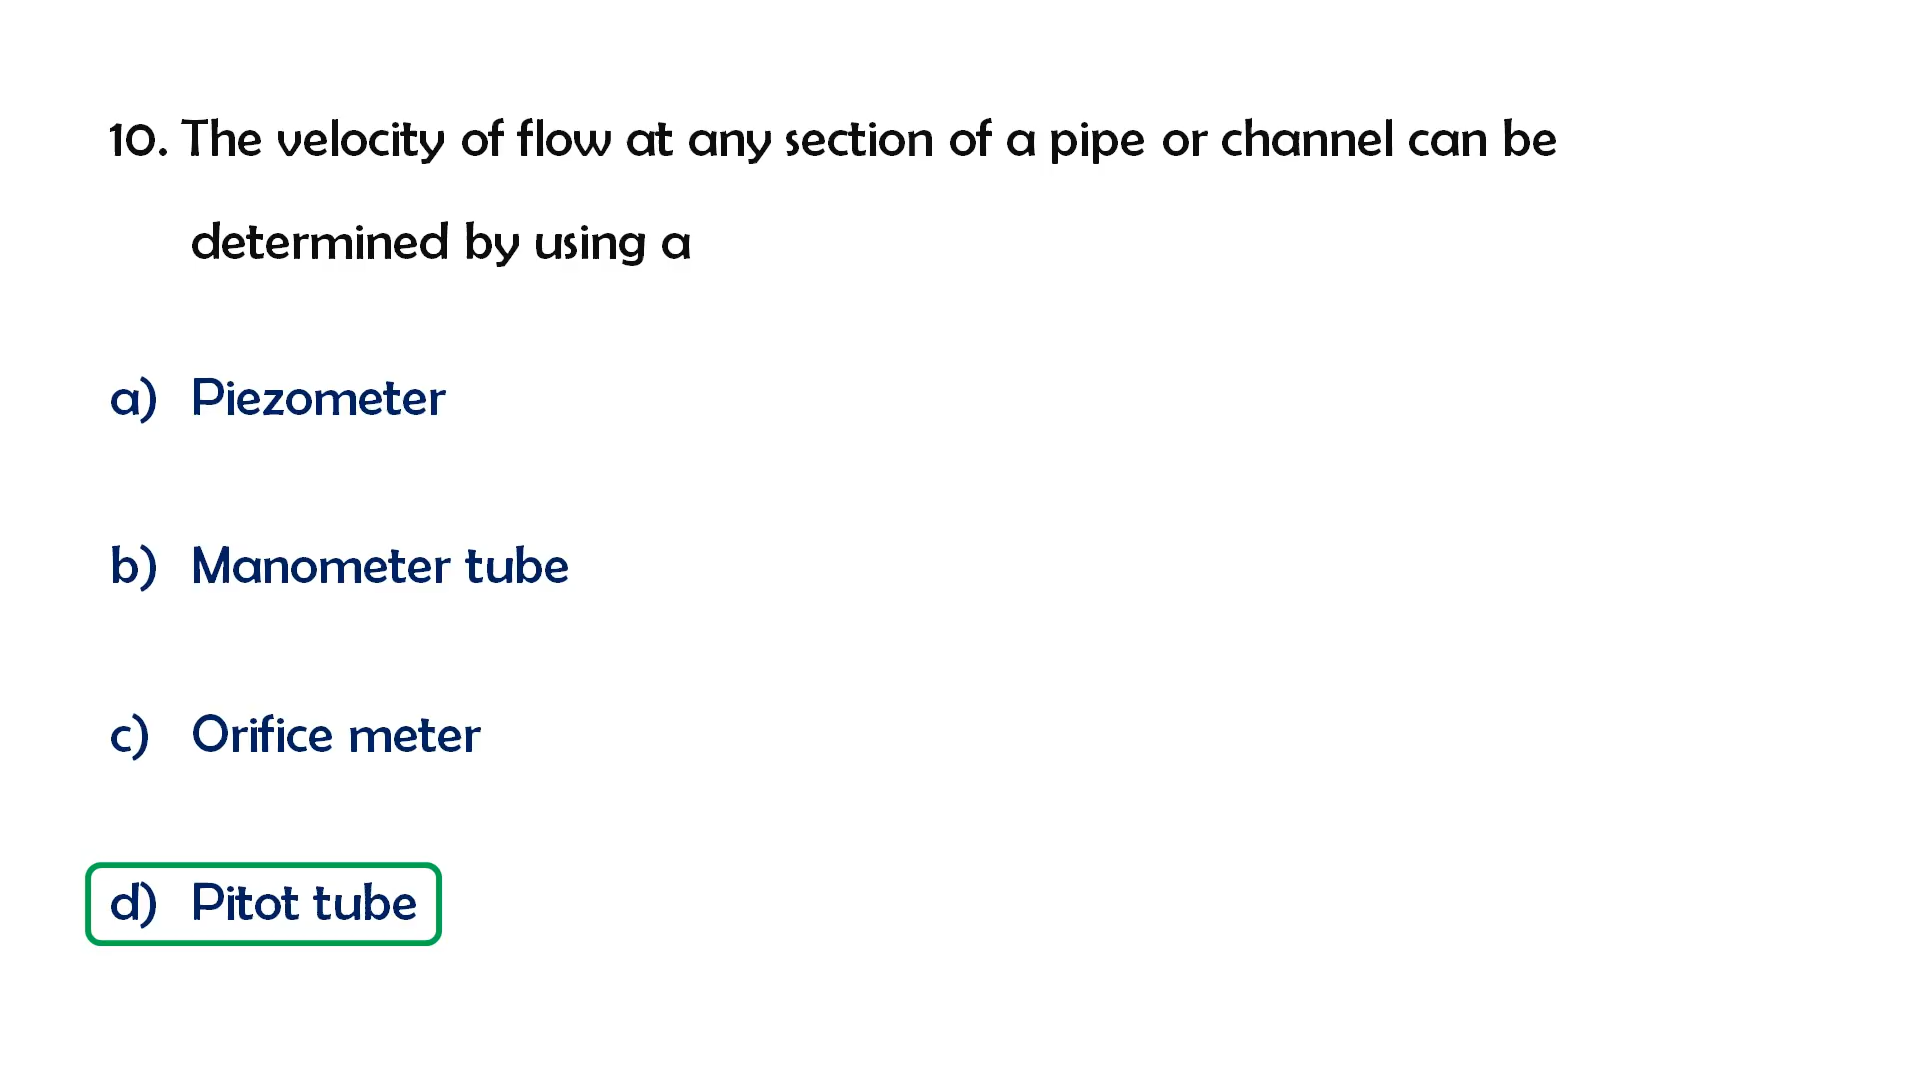 10. The velocity of flow at any section of a pipe or channel can be
determined by using a
a) Piezometer
b) Manometer tube
c) Orifice meter
d) Pitot tube